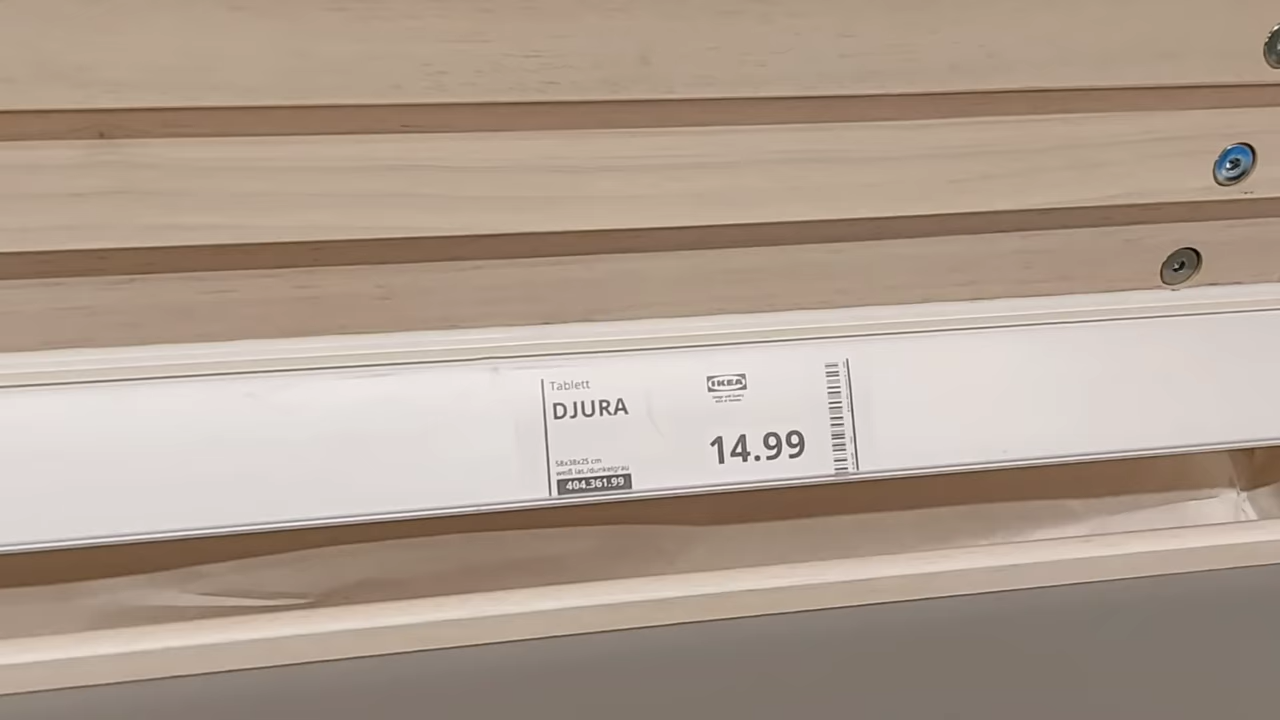 Tablett
DJURA
58x38x25 cm
weiß las./dunkelgrau
404.361.99
IKEA
14.99